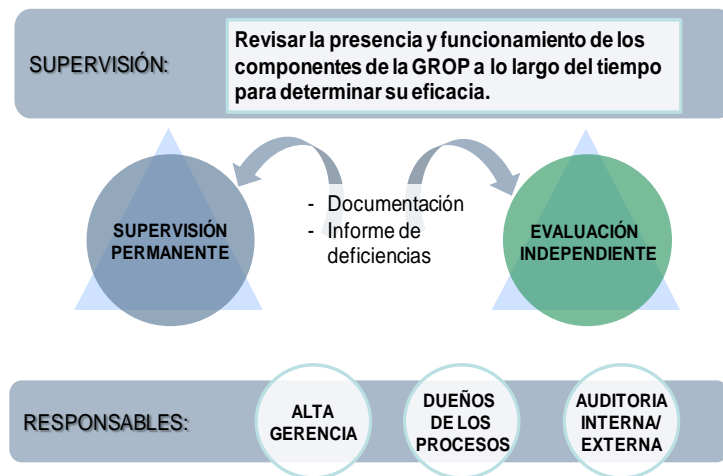 SUPERVISIÓN:
Revisar la presencia y funcionamiento de los
componentes de la GROP a lo largo del tiempo
para determinar su eficacia.
SUPERVISIÓN
PERMANENTE
- Documentación
- Informe de
deficiencias
EVALUACIÓN
INDEPENDIENTE
RESPONSABLES:
ALTA
GERENCIA
DUEÑOS
DE LOS
PROCESOS
AUDITORIA
INTERNA/
EXTERNA